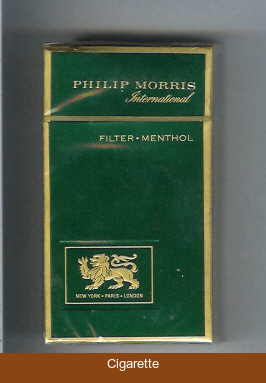 PHILIP MORRIS
International
FILTER • MENTHOL
NEW YORK • PARIS • LONDON
Cigarette